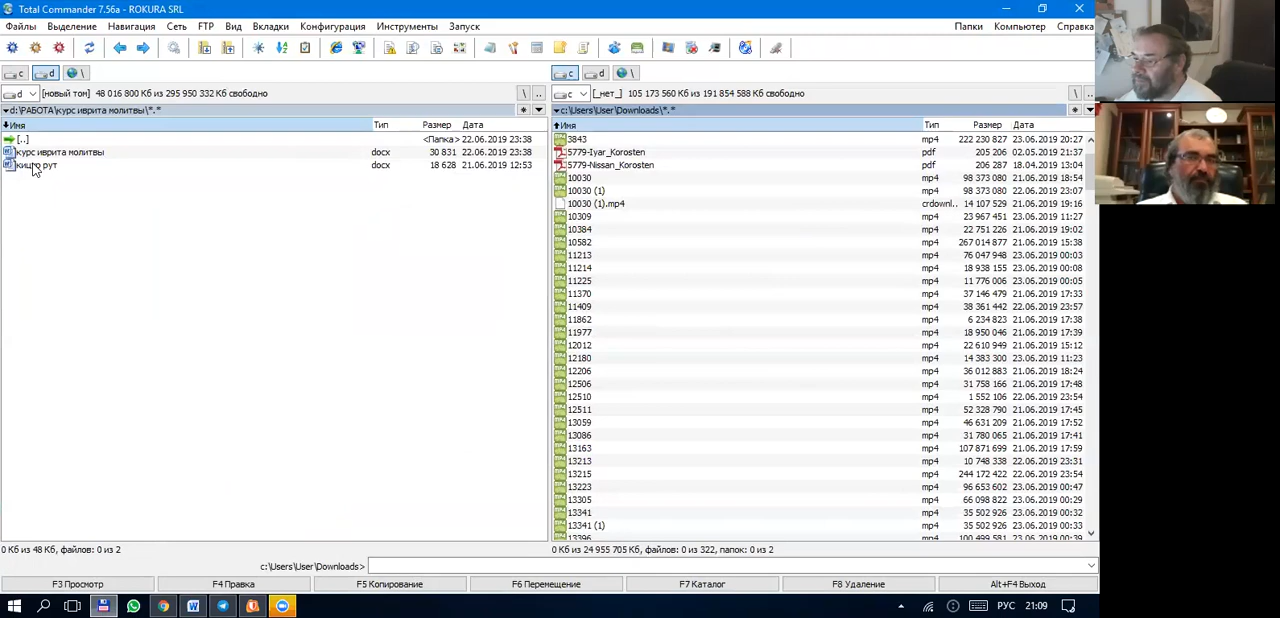 Total Commander 7.56a - ROKURA SRL
Файлы Выделение Навигация Сеть FTP Вид Вкладки Конфигурация Инструменты Запуск Папки Компьютер Справка
c d \ c d \
d [новый тон] 48 016 800 Кб из 295 950 332 Кб свободно \ .. c [_нет_] 105 173 560 Кб из 191 854 588 Кб свободно \ ..
d:\РАБОТА\курс иврита молитвы\*.* c:\Users\User\Downloads\*.*
Имя Тип Размер Дата Имя Тип Размер Дата
[..] <Папка> 22.06.2019 23:38
курс иврита молитвы docx 30 831 22.06.2019 23:38
рут docx 18 628 21.06.2019 12:53
3843 mp4 222 230 827 23.06.2019 20:27
5779-Iyar_Korosten pdf 205 206 02.05.2019 21:37
5779-Nissan_Korosten pdf 206 287 18.04.2019 13:04
10030 mp4 98 373 080 21.06.2019 18:54
10030 (1) mp4 98 373 080 22.06.2019 23:07
10030 (1).mp4 crdownl.. 14 107 529 21.06.2019 19:16
10309 mp4 23 967 451 23.06.2019 11:27
10384 mp4 22 751 226 21.06.2019 19:02
10582 mp4 267 014 877 21.06.2019 15:38
11213 mp4 76 047 948 23.06.2019 00:03
11214 mp4 18 938 155 23.06.2019 00:08
11225 mp4 11 776 006 23.06.2019 00:05
11370 mp4 37 146 479 21.06.2019 17:33
11409 mp4 38 361 442 22.06.2019 23:57
11862 mp4 6 234 823 21.06.2019 17:38
11977 mp4 18 950 046 21.06.2019 17:39
12012 mp4 22 610 949 21.06.2019 15:12
12180 mp4 14 383 300 23.06.2019 11:23
12206 mp4 36 012 883 21.06.2019 18:24
12506 mp4 31 758 166 21.06.2019 17:48
12510 mp4 1 552 106 22.06.2019 23:54
12511 mp4 52 328 790 21.06.2019 17:45
13059 mp4 46 631 209 21.06.2019 17:52
13086 mp4 31 780 065 21.06.2019 17:41
13163 mp4 107 871 699 21.06.2019 17:59
13213 mp4 10 748 338 22.06.2019 23:31
13215 mp4 244 172 422 22.06.2019 23:54
13223 mp4 96 653 602 23.06.2019 00:47
13305 mp4 66 098 822 23.06.2019 00:29
13341 mp4 35 502 926 23.06.2019 00:32
13341 (1) mp4 35 502 926 23.06.2019 00:33
13396 mp4 100 499 581 23.06.2019 00:37
0 Кб из 48 Кб, файлов: 0 из 2 0 Кб из 24 955 705 Кб, файлов: 0 из 322, папок: 0 из 2
c:\Users\User\Downloads>
F3 Просмотр F4 Правка F5 Копирование F6 Перемещение F7 Каталог F8 Удаление Alt+F4 Выход
РУС 21:09